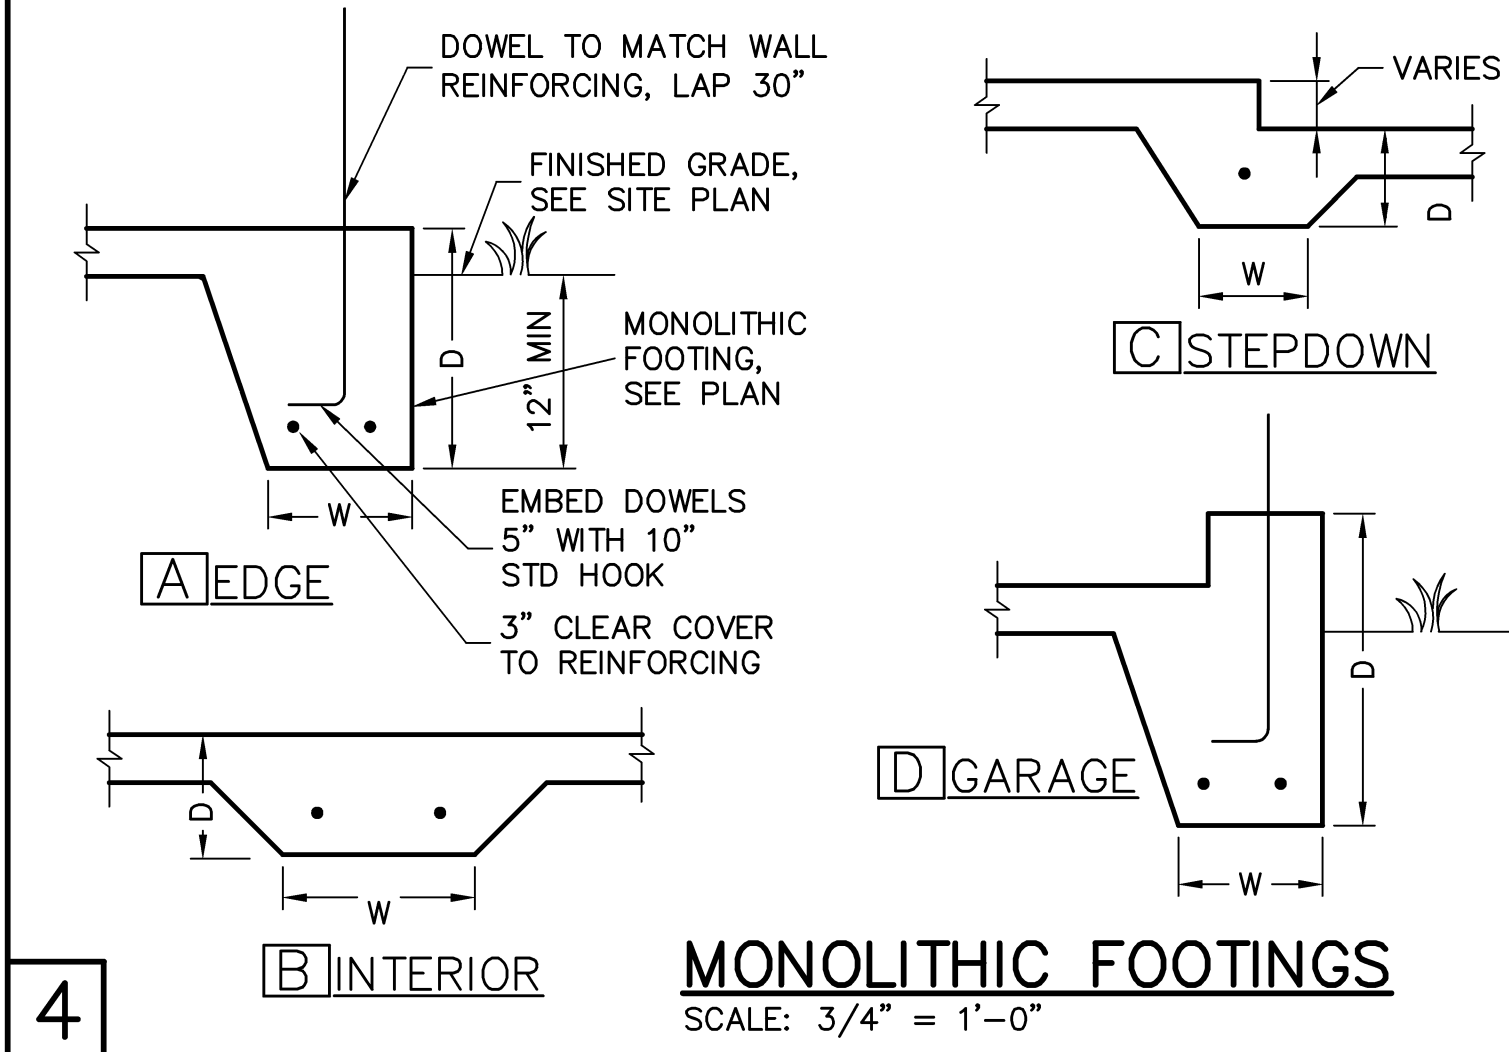 DOWEL TO MATCH WALL
REINFORCING, LAP 30”
FINISHED GRADE,
SEE SITE PLAN
D
12” MIN
MONOLITHIC
FOOTING,
SEE PLAN
W
EMBED DOWELS
5” WITH 10”
STD HOOK
3” CLEAR COVER
TO REINFORCING
A EDGE
VARIES
D
W
C STEPDOWN
D
W
B INTERIOR
D
W
D GARAGE
4
MONOLITHIC FOOTINGS
SCALE: 3/4” = 1’-0”